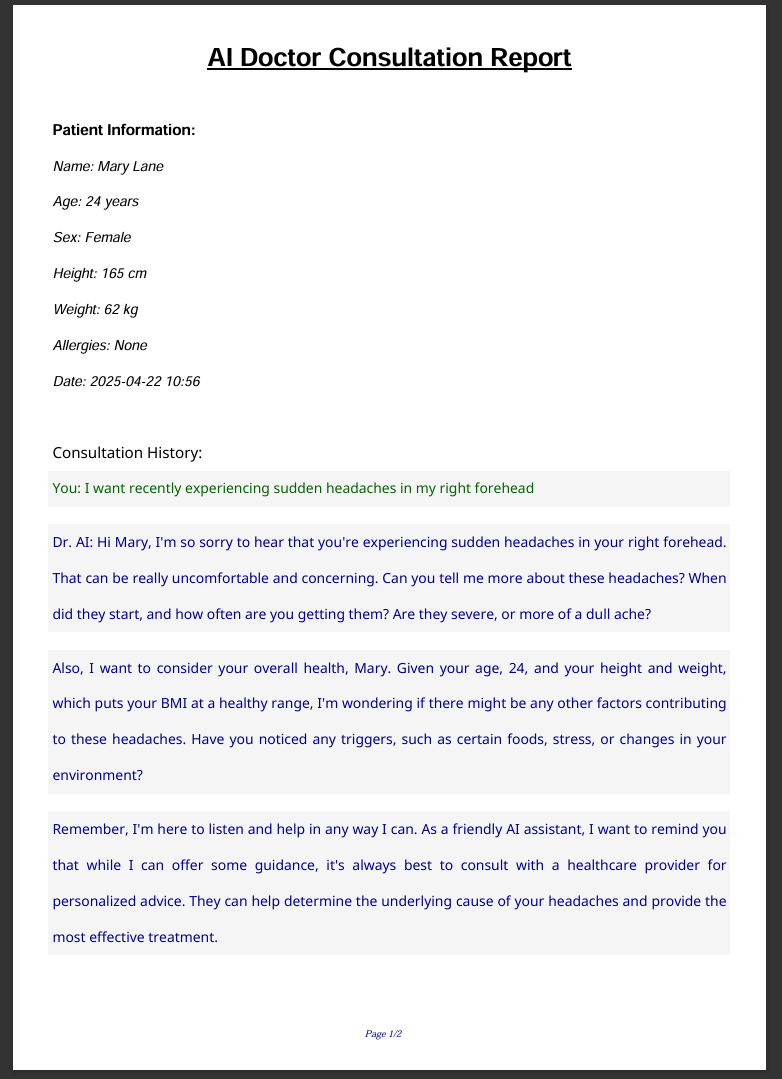 AI Doctor Consultation Report
Patient Information:
Name: Mary Lane
Age: 24 years
Sex: Female
Height: 165 cm
Weight: 62 kg
Allergies: None
Date: 2025-04-22 10:56
Consultation History:
You: I want recently experiencing sudden headaches in my right forehead
Dr. AI: Hi Mary, I'm so sorry to hear that you're experiencing sudden headaches in your right forehead.
That can be really uncomfortable and concerning. Can you tell me more about these headaches? When
did they start, and how often are you getting them? Are they severe, or more of a dull ache?
Also, I want to consider your overall health, Mary. Given your age, 24, and your height and weight,
which puts your BMI at a healthy range, I'm wondering if there might be any other factors contributing
to these headaches. Have you noticed any triggers, such as certain foods, stress, or changes in your
environment?
Remember, I'm here to listen and help in any way I can. As a friendly AI assistant, I want to remind you
that while I can offer some guidance, it's always best to consult with a healthcare provider for
personalized advice. They can help determine the underlying cause of your headaches and provide the
most effective treatment.
Page 1/2